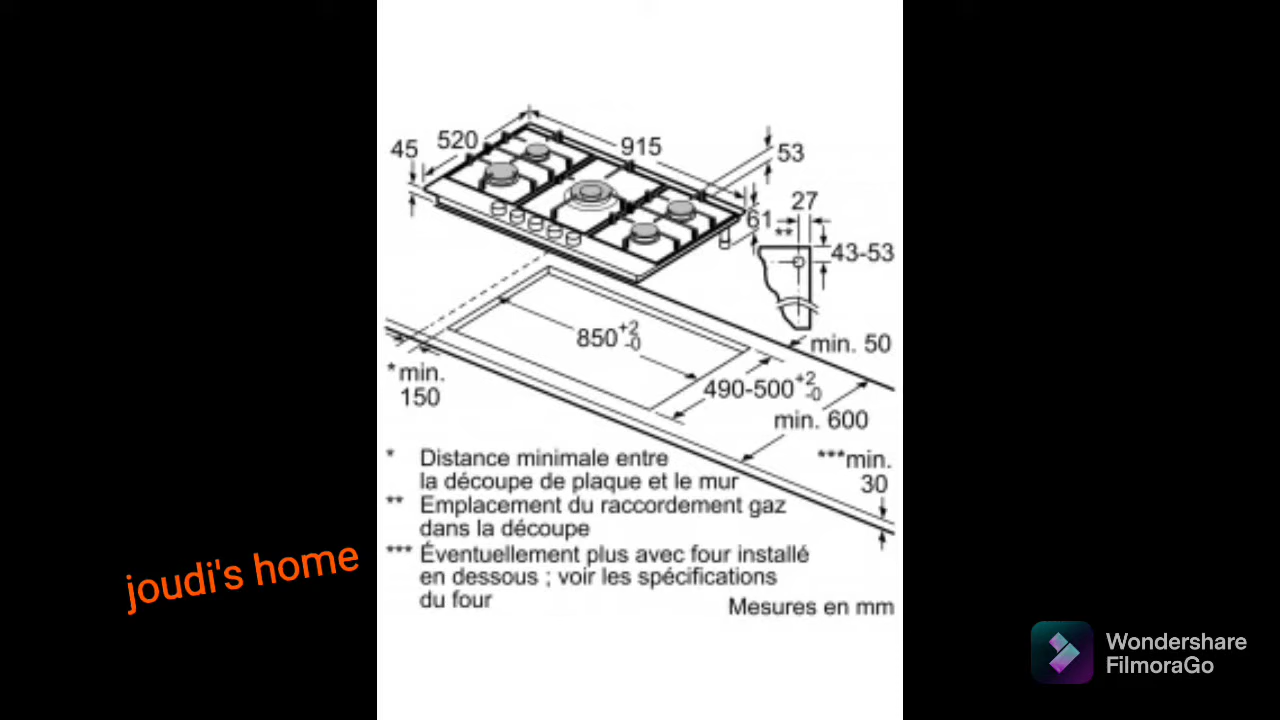 520
915
45
53
27
61
**
43-53
850 +2 -0
min. 50
*min.
150
490-500 +2 -0
min. 600
***min.
30
* Distance minimale entre
la découpe de plaque et le mur
** Emplacement du raccordement gaz
dans la découpe
*** Éventuellement plus avec four installé
en dessous ; voir les spécifications
du four
Mesures en mm
joudi's home
Wondershare
FilmoraGo